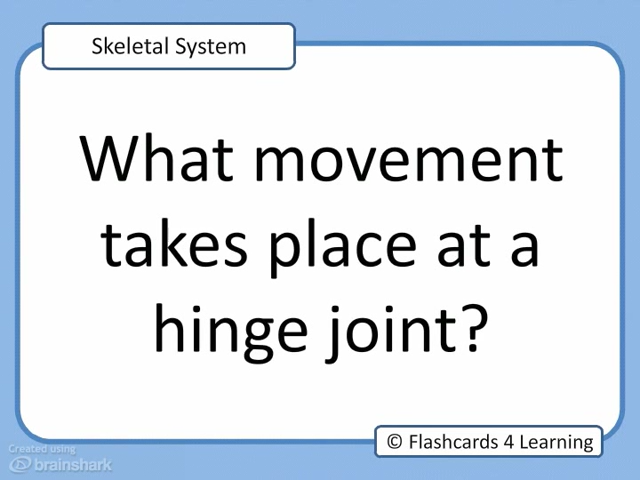 Skeletal System
What movement
takes place at a
hinge joint?
© Flashcards 4 Learning
Created using
brainshark